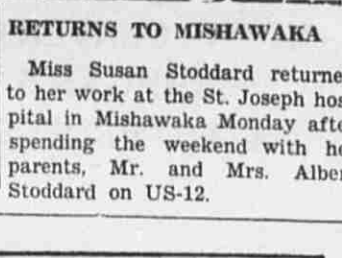 RETURNS TO MISHAWAKA
Miss Susan Stoddard returne
to her work at the St. Joseph hos
pital in Mishawaka Monday afte
spending the weekend with he
parents, Mr. and Mrs. Alber
Stoddard on US-12.